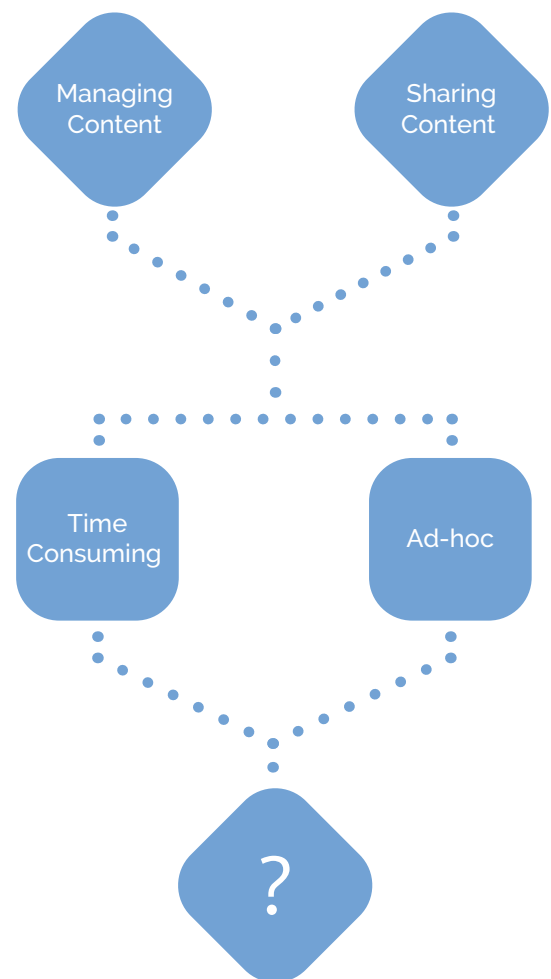 Managing
Content
Sharing
Content
Time
Consuming
Ad-hoc
?